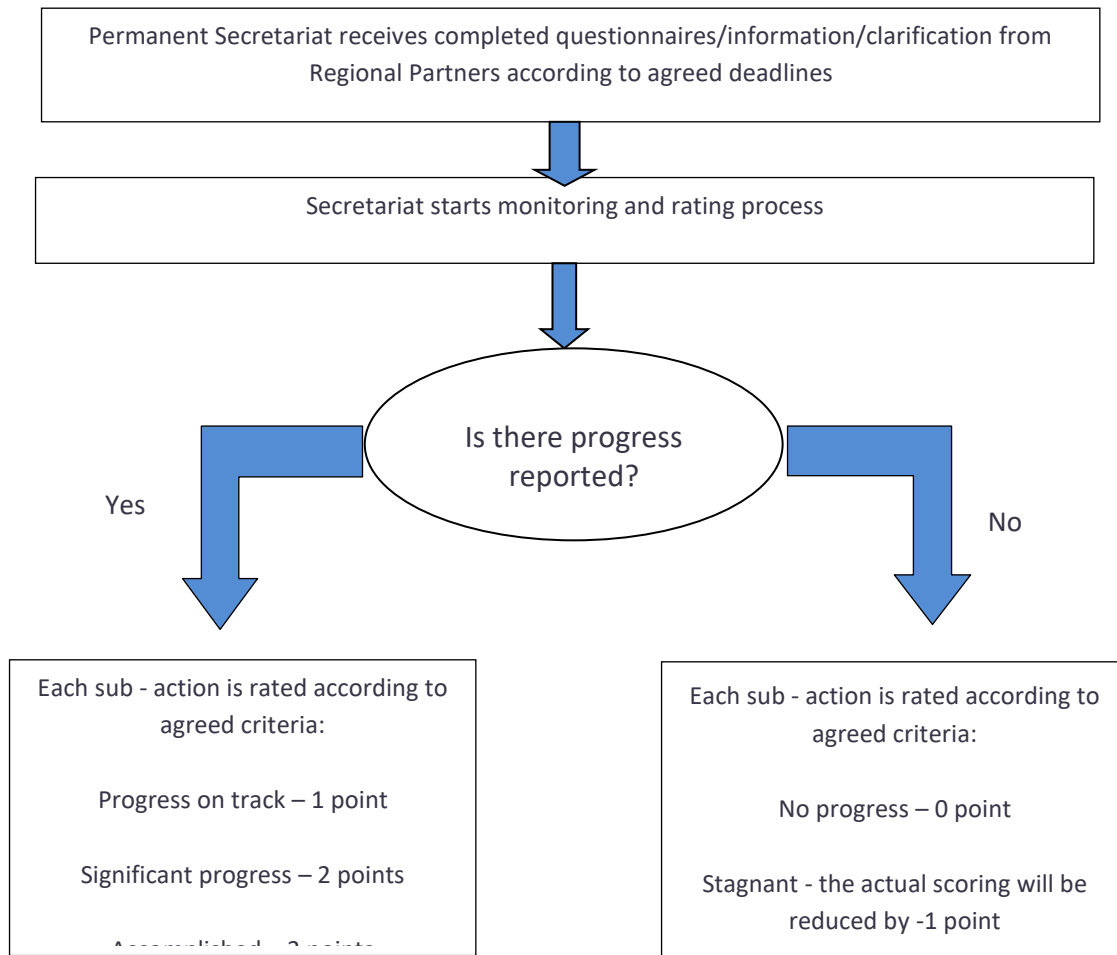 Permanent Secretariat receives completed questionnaires/information/clarification from
Regional Partners according to agreed deadlines
Secretariat starts monitoring and rating process
Is there progress
reported?
Yes
No
Each sub - action is rated according to
agreed criteria:
Progress on track – 1 point
Significant progress – 2 points
Each sub - action is rated according to
agreed criteria:
No progress – 0 point
Stagnant - the actual scoring will be
reduced by -1 point